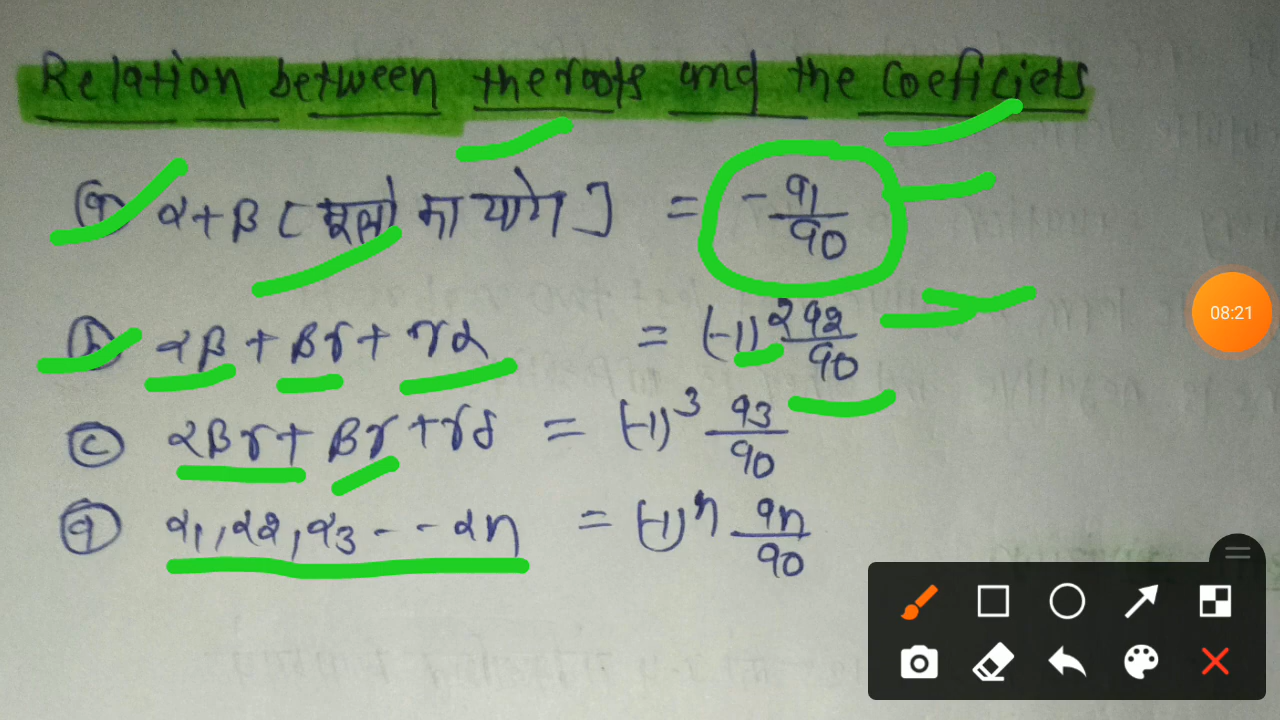 Relation between the roots and the coeficiets
(a) α+β [मूलो का योग] = - a1/a0
(b) αβ + βγ + γα = (-1)^2 a2/a0
08:21
(c) αβγ + βγ + γδ = (-1)^3 a3/a0
(d) α1, α2, α3 - - αn = (-1)^n an/a0